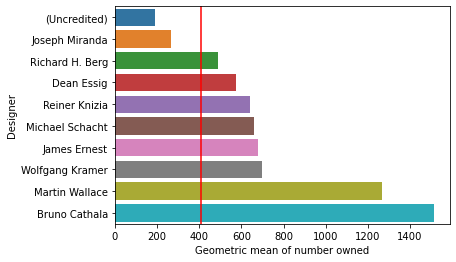 (Uncredited)
Joseph Miranda
Richard H. Berg
Dean Essig
Reiner Knizia
Michael Schacht
James Ernest
Wolfgang Kramer
Martin Wallace
Bruno Cathala
Designer
0 200 400 600 800 1000 1200 1400
Geometric mean of number owned